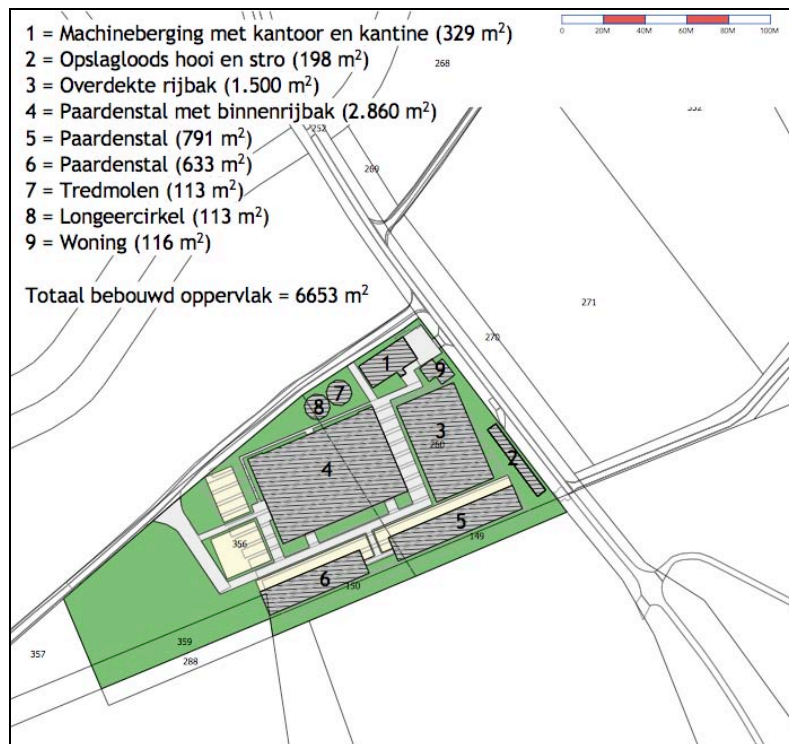 1 = Machineberging met kantoor en kantine (329 m²)
2 = Opslagloods hooi en stro (198 m²)
3 = Overdekte rijbak (1.500 m²)
4 = Paardenstal met binnenrijbak (2.860 m²)
5 = Paardenstal (791 m²)
6 = Paardenstal (633 m²)
7 = Tredmolen (113 m²)
8 = Longeercirkel (113 m²)
9 = Woning (116 m²)
Totaal bebouwd oppervlak = 6653 m²
0 20M 40M 60M 80M 100M
268
252
269
271
270
1
9
7
8
3
260
4
2
5
149
356
6
150
359
357
288